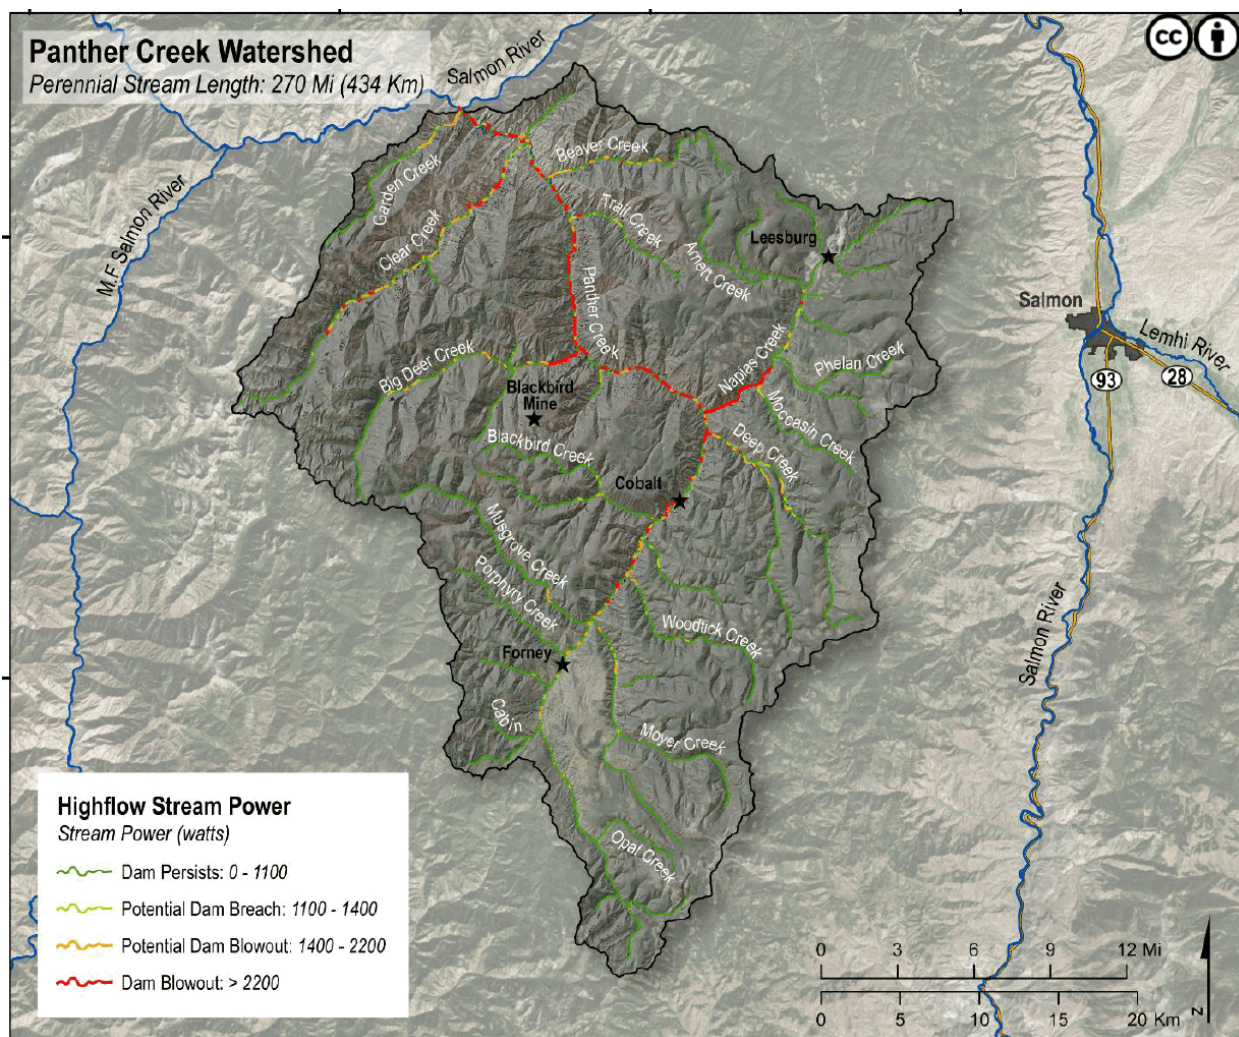 Panther Creek Watershed
Perennial Stream Length: 270 Mi (434 Km)
cc
Salmon River
M.F Salmon River
Garden Creek
Clear Creek
Beaver Creek
Trail Creek
Arnett Creek
Leesburg
Panther Creek
Napias Creek
Phelan Creek
Moccasin Creek
Big Deer Creek
Blackbird
Mine
Blackbird Creek
Deep Creek
Cobalt
Musgrove Creek
Porphyry Creek
Woodtick Creek
Forney
Cabin
Moyer Creek
Opal Creek
Salmon
Lemhi River
93
28
Salmon River
Highflow Stream Power
Stream Power (watts)
Dam Persists: 0 - 1100
Potential Dam Breach: 1100 - 1400
Potential Dam Blowout: 1400 - 2200
Dam Blowout: > 2200
0 3 6 9 12 Mi
0 5 10 15 20 Km
N